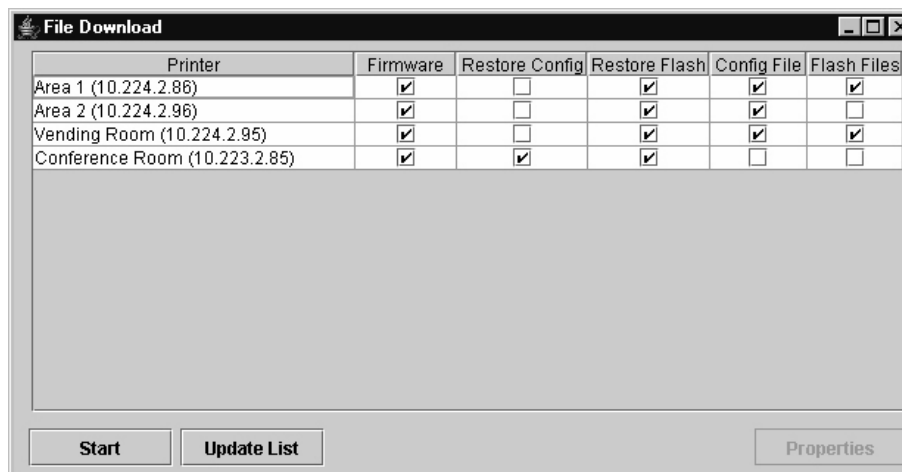 File Download
Printer Firmware Restore Config Restore Flash Config File Flash Files
Area 1 (10.224.2.86)
Area 2 (10.224.2.96)
Vending Room (10.224.2.95)
Conference Room (10.223.2.85)
Start Update List Properties